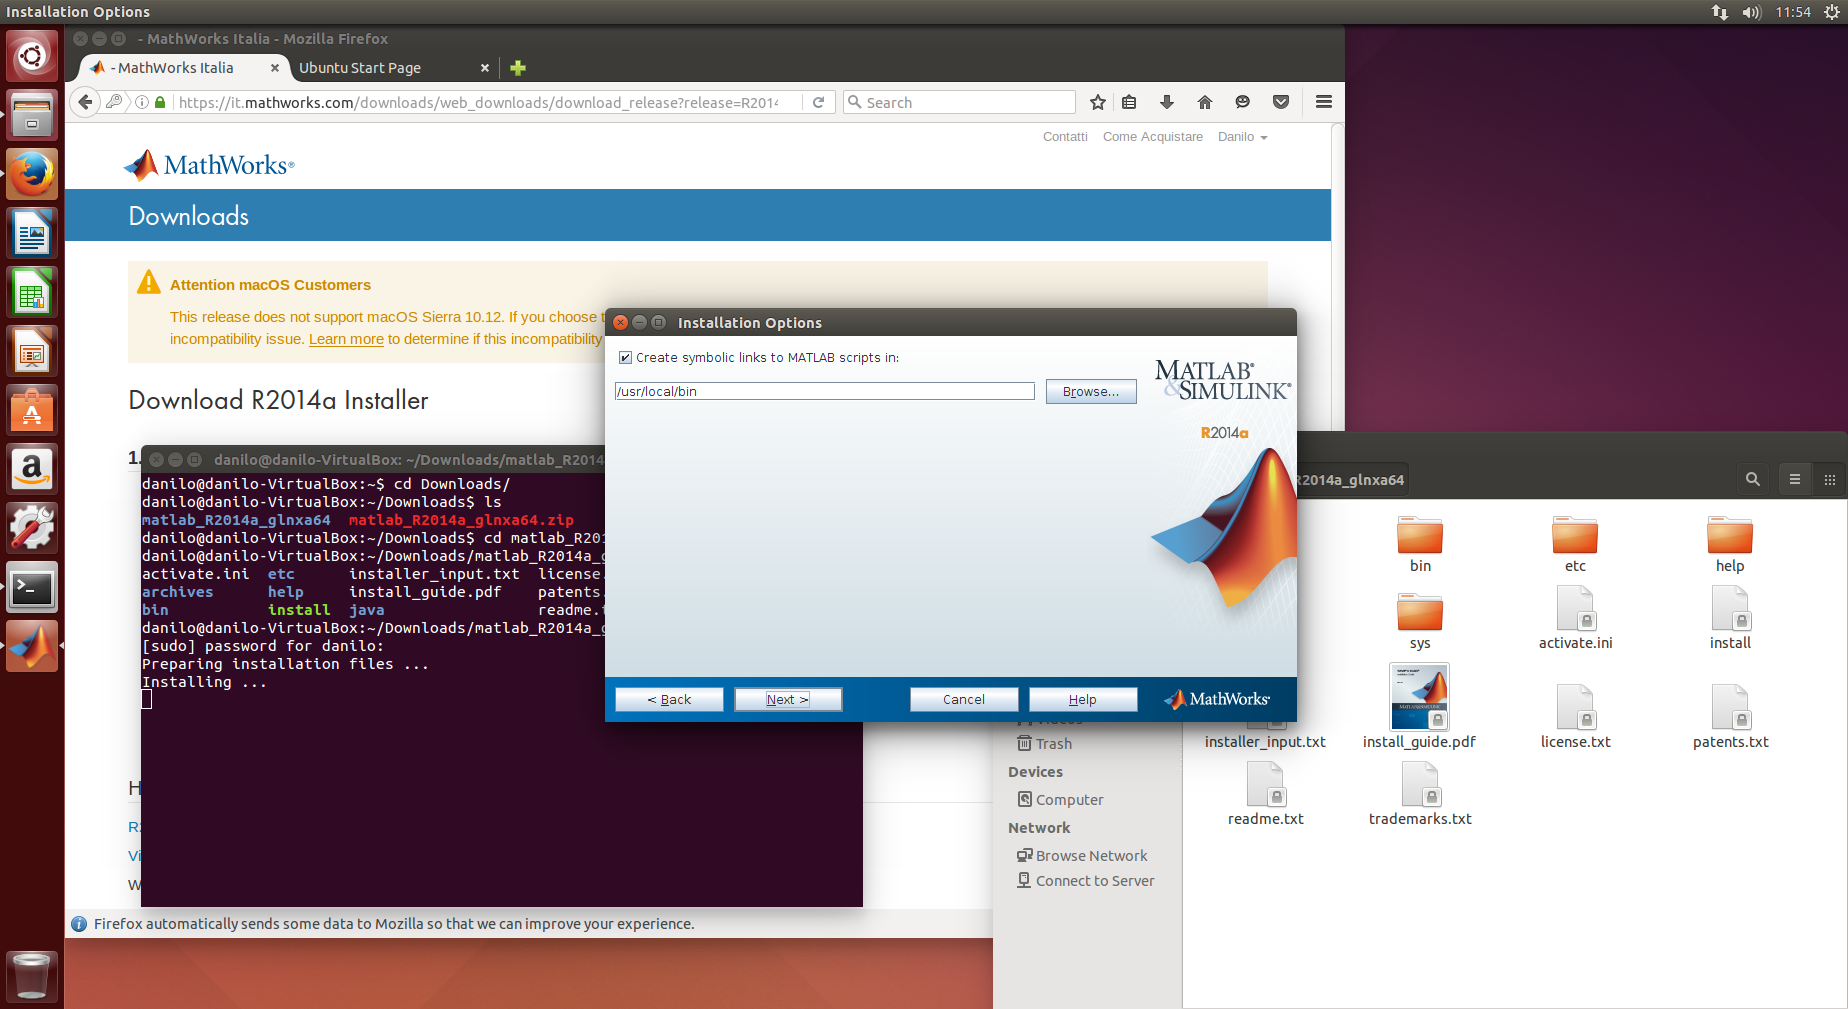 Installation Options
11:54
- MathWorks Italia - Mozilla Firefox
- MathWorks Italia
Ubuntu Start Page
https://it.mathworks.com/downloads/web_downloads/download_release?release=R2014
Search
Contatti Come Acquistare Danilo
MathWorks®
Downloads
Attention macOS Customers
This release does not support macOS Sierra 10.12. If you choose
incompatibility issue. Learn more to determine if this incompatibility
Download R2014a Installer
1.
danilo@danilo-VirtualBox: ~/Downloads/matlab_R2014
danilo@danilo-VirtualBox:~$ cd Downloads/
danilo@danilo-VirtualBox:~/Downloads$ ls
matlab_R2014a_glnxa64 matlab_R2014a_glnxa64.zip
danilo@danilo-VirtualBox:~/Downloads$ cd matlab_R201
danilo@danilo-VirtualBox:~/Downloads/matlab_R2014a_g
activate.ini etc installer_input.txt license.
archives help install_guide.pdf patents.
bin install java readme.
danilo@danilo-VirtualBox:~/Downloads/matlab_R2014a_g
[sudo] password for danilo:
Preparing installation files ...
Installing ...
H
R
Vi
W
Firefox automatically sends some data to Mozilla so that we can improve your experience.
Installation Options
Create symbolic links to MATLAB scripts in:
/usr/local/bin
Browse...
MATLAB®
&SIMULINK®
R2014a
< Back
Next >
Cancel
Help
MathWorks®
R2014a_glnxa64
bin
etc
help
sys
activate.ini
install
installer_input.txt
install_guide.pdf
license.txt
patents.txt
readme.txt
trademarks.txt
Videos
Trash
Devices
Computer
Network
Browse Network
Connect to Server